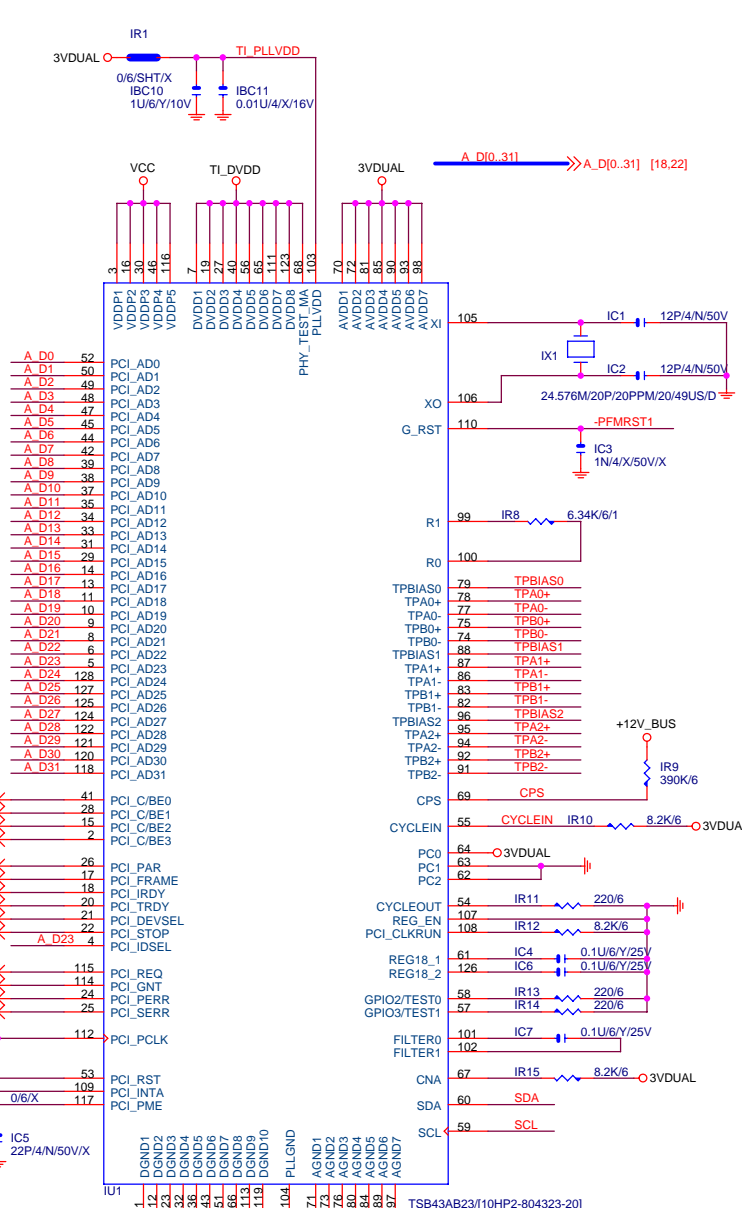 IR1
3VDUAL
TI_PLLVDD
0/6/SHT/X
IBC10
1U/6/Y/10V
IBC11
0.01U/4/X/16V
VCC
TI_DVDD
3VDUAL
A_D[0..31]
A_D[0..31] [18,22]
3 VDDP1
16 VDDP2
30 VDDP3
46 VDDP4
116 VDDP5
7 DVDD1
19 DVDD2
27 DVDD3
40 DVDD4
56 DVDD5
65 DVDD6
111 DVDD7
123 DVDD8
68 PHY_TEST_MA
103 PLLVDD
70 AVDD1
72 AVDD2
81 AVDD3
85 AVDD4
90 AVDD5
93 AVDD6
98 AVDD7
A_D0 52 PCI_AD0
A_D1 50 PCI_AD1
A_D2 49 PCI_AD2
A_D3 48 PCI_AD3
A_D4 47 PCI_AD4
A_D5 45 PCI_AD5
A_D6 44 PCI_AD6
A_D7 42 PCI_AD7
A_D8 39 PCI_AD8
A_D9 38 PCI_AD9
A_D10 37 PCI_AD10
A_D11 35 PCI_AD11
A_D12 34 PCI_AD12
A_D13 33 PCI_AD13
A_D14 31 PCI_AD14
A_D15 29 PCI_AD15
A_D16 14 PCI_AD16
A_D17 13 PCI_AD17
A_D18 11 PCI_AD18
A_D19 10 PCI_AD19
A_D20 9 PCI_AD20
A_D21 8 PCI_AD21
A_D22 6 PCI_AD22
A_D23 5 PCI_AD23
A_D24 128 PCI_AD24
A_D25 127 PCI_AD25
A_D26 125 PCI_AD26
A_D27 124 PCI_AD27
A_D28 122 PCI_AD28
A_D29 121 PCI_AD29
A_D30 120 PCI_AD30
A_D31 118 PCI_AD31
41 PCI_C/BE0
28 PCI_C/BE1
15 PCI_C/BE2
2 PCI_C/BE3
26 PCI_PAR
17 PCI_FRAME
18 PCI_IRDY
20 PCI_TRDY
21 PCI_DEVSEL
22 PCI_STOP
A_D23 4 PCI_IDSEL
115 PCI_REQ
114 PCI_GNT
24 PCI_PERR
25 PCI_SERR
112 PCI_PCLK
53 PCI_RST
109 PCI_INTA
0/6/X 117 PCI_PME
IC5
22P/4/N/50V/X
XI 105
IC1 12P/4/N/50V
IX1
IC2 12P/4/N/50V
XO 106
24.576M/20P/20PPM/20/49US/D
G_RST 110 -PFMRST1
IC3
1N/4/X/50V/X
R1 99 IR8 6.34K/6/1
R0 100
TPBIAS0 79 TPBIAS0
TPA0+ 78 TPA0+
TPA0- 77 TPA0-
TPB0+ 75 TPB0+
TPB0- 74 TPB0-
TPBIAS1 88 TPBIAS1
TPA1+ 87 TPA1+
TPA1- 86 TPA1-
TPB1+ 83 TPB1+
TPB1- 82 TPB1-
TPBIAS2 96 TPBIAS2
TPA2+ 95 TPA2+
TPA2- 94 TPA2-
TPB2+ 92 TPB2+
TPB2- 91 TPB2-
+12V_BUS
IR9
390K/6
CPS 69 CPS
CYCLEIN 55 CYCLEIN IR10 8.2K/6 3VDUA
PC0 64 3VDUAL
PC1 63
PC2 62
CYCLEOUT 54 IR11 220/6
REG_EN 107
PCI_CLKRUN 108 IR12 8.2K/6
REG18_1 61 IC4 0.1U/6/Y/25V
REG18_2 126 IC6 0.1U/6/Y/25V
GPIO2/TEST0 58 IR13 220/6
GPIO3/TEST1 57 IR14 220/6
FILTER0 101 IC7 0.1U/6/Y/25V
FILTER1 102
CNA 67 IR15 8.2K/6 3VDUAL
SDA 60 SDA
SCL 59 SCL
DGND1 1
DGND2 12
DGND3 23
DGND4 32
DGND5 36
DGND6 43
DGND7 51
DGND8 66
DGND9 113
DGND10 119
PLLGND 104
AGND1 71
AGND2 73
AGND3 76
AGND4 80
AGND5 84
AGND6 89
AGND7 97
IU1
TSB43AB23/[10HP2-804323-20]